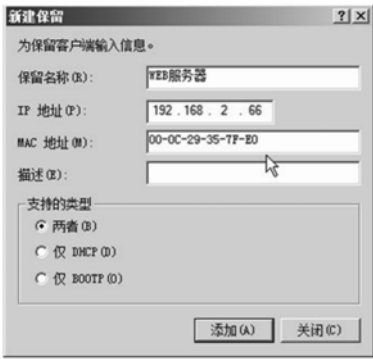 新建保留
为保留客户端输入信息。
保留名称(R): WEB服务器
IP 地址(P): 192 .168 . 2 . 66
MAC 地址(M): 00-0C-29-35-7F-E0
描述(E):
支持的类型
两者(B)
仅 DHCP(D)
仅 BOOTP(O)
添加(A) 关闭(C)